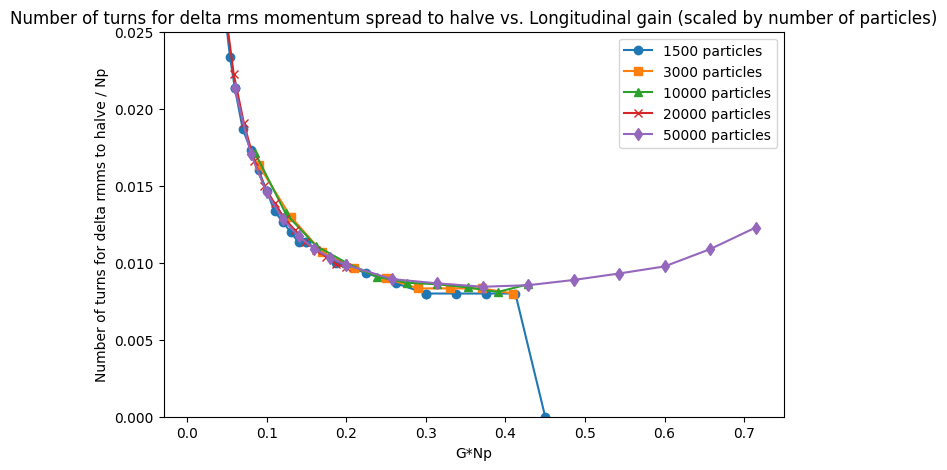 Number of turns for delta rms momentum spread to halve vs. Longitudinal gain (scaled by number of particles)
Number of turns for delta rmms to halve / Np
0.025
0.020
0.015
0.010
0.005
0.000
1500 particles
3000 particles
10000 particles
20000 particles
50000 particles
0.0 0.1 0.2 0.3 0.4 0.5 0.6 0.7
G*Np